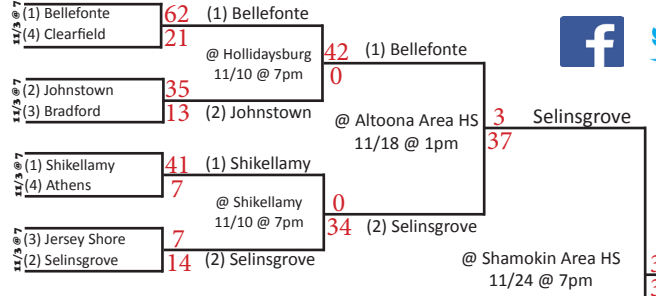 11/3 @ 7
(1) Bellefonte
62
(4) Clearfield
21
(1) Bellefonte
@ Hollidaysburg
11/10 @ 7pm
42
0
(1) Bellefonte
11/3 @ 7
(2) Johnstown
35
(3) Bradford
13
(2) Johnstown
@ Altoona Area HS
11/18 @ 1pm
3
37
Selinsgrove
11/3 @ 7
(1) Shikellamy
41
(4) Athens
7
(1) Shikellamy
@ Shikellamy
11/10 @ 7pm
0
34
(2) Selinsgrove
11/3 @ 7
(3) Jersey Shore
7
(2) Selinsgrove
14
(2) Selinsgrove
@ Shamokin Area HS
11/24 @ 7pm
f